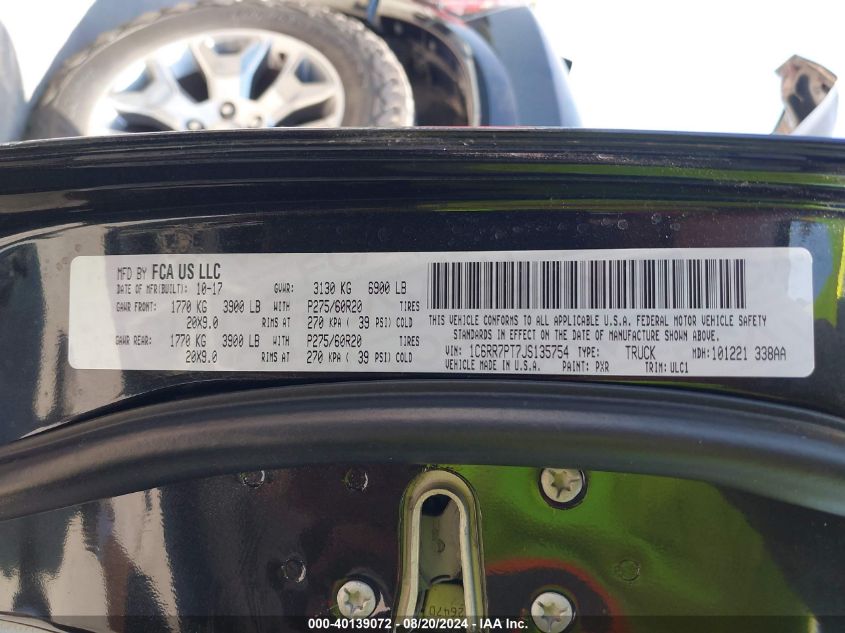 MFD BY FCA US LLC
DATE OF MFR(BUILT): 10-17 GVWR: 3130 KG 6900 LB
GAWR FRONT: 1770 KG 3900 LB WITH P275/60R20 TIRES
20X9.0 RIMS AT 270 KPA ( 39 PSI) COLD
GAWR REAR: 1770 KG 3900 LB WITH P275/60R20 TIRES
20X9.0 RIMS AT 270 KPA ( 39 PSI) COLD
THIS VEHICLE CONFORMS TO ALL APPLICABLE U.S.A. FEDERAL MOTOR VEHICLE SAFETY
STANDARDS IN EFFECT ON THE DATE OF MANUFACTURE SHOWN ABOVE.
VIN: 1C6RR7PT7JS135754 TYPE: TRUCK MDH:101221 338AA
VEHICLE MADE IN U.S.A. PAINT: PXR TRIM:ULC1
2647D
000-40139072 - 08/20/2024 - IAA Inc.